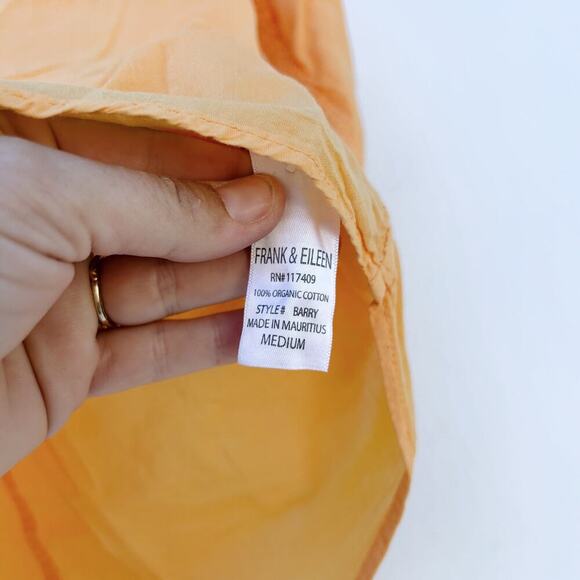 FRANK & EILEEN
RN# 117409
100% ORGANIC COTTON
STYLE# BARRY
MADE IN MAURITIUS
MEDIUM